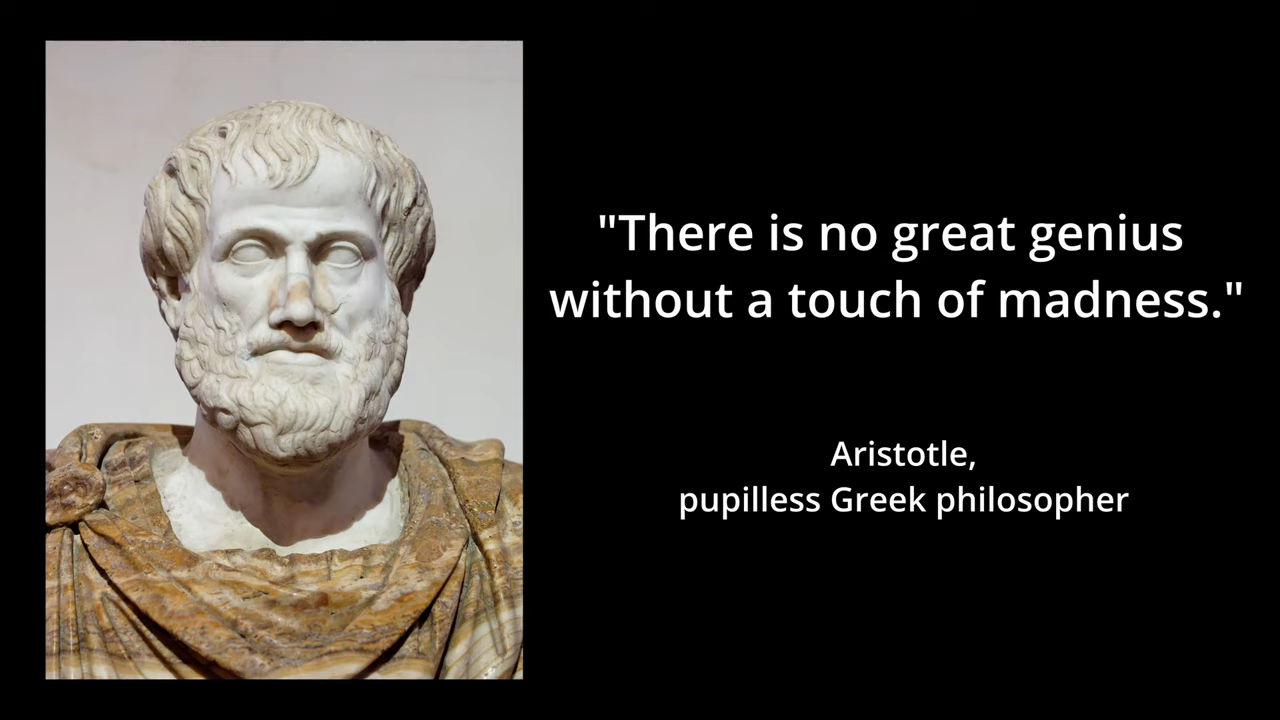 "There is no great genius
without a touch of madness."
Aristotle,
pupilless Greek philosopher